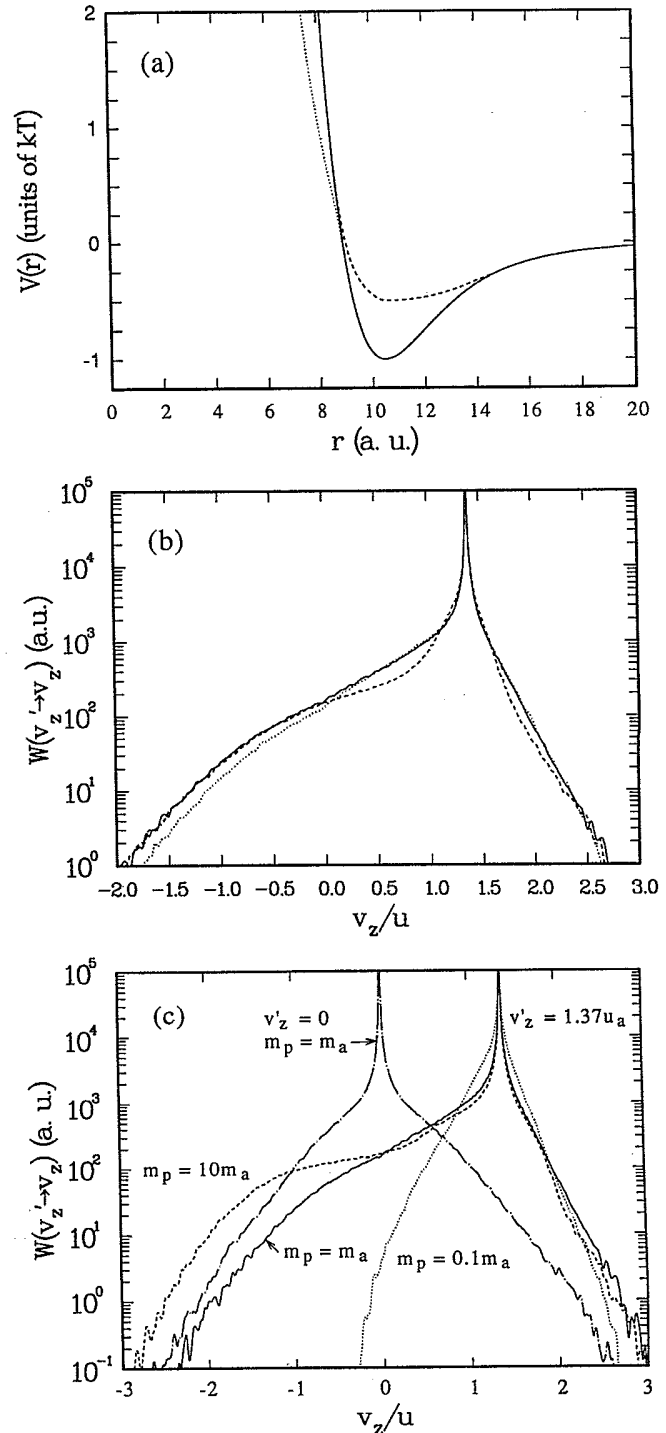 (a)
V(r) (units of kT)
2
1
0
-1
0 2 4 6 8 10 12 14 16 18 20
r (a. u.)
(b)
W(v_z'→v_z) (a.u.)
10^5
10^4
10^3
10^2
10^1
10^0
-2.0 -1.5 -1.0 -0.5 0.0 0.5 1.0 1.5 2.0 2.5 3.0
v_z/u
(c)
W(v_z'→v_z) (a. u.)
10^5
10^4
10^3
10^2
10^1
10^0
10^-1
v'_z = 0
m_p = m_a
v'_z = 1.37u_a
m_p = 10m_a
m_p = m_a
m_p = 0.1m_a
-3 -2 -1 0 1 2 3
v_z/u